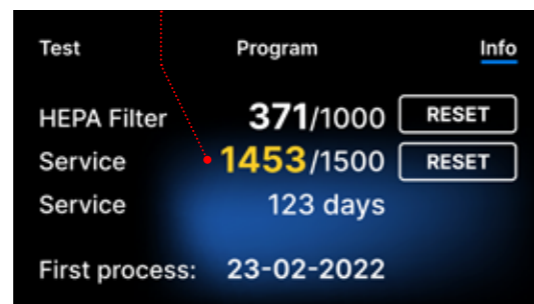 Test Program Info
HEPA Filter 371/1000 RESET
Service 1453/1500 RESET
Service 123 days
First process: 23-02-2022